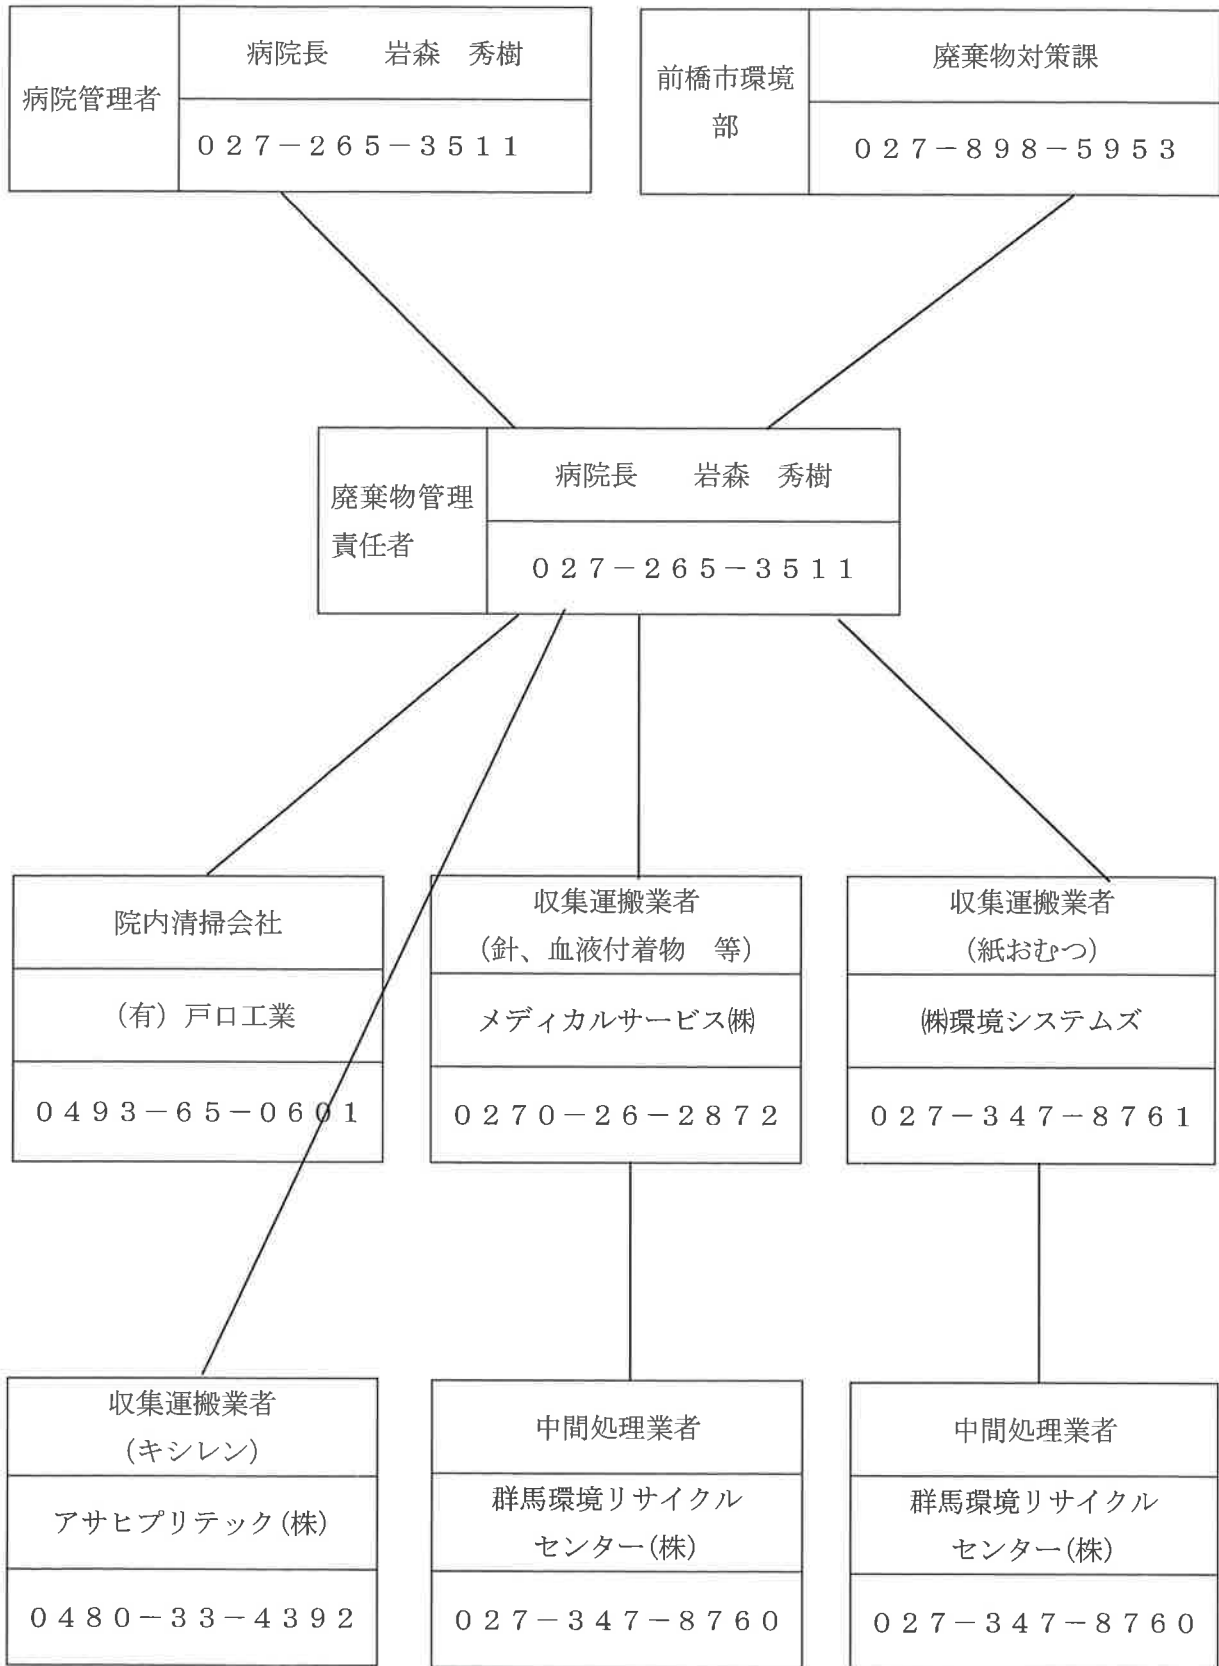 病院管理者
病院長　　岩森　秀樹
027－265－3511
前橋市環境
部
廃棄物対策課
027－898－5953
廃棄物管理
責任者
病院長　　岩森　秀樹
027－265－3511
院内清掃会社
（有）戸口工業
0493－65－0601
収集運搬業者
（針、血液付着物　等）
メディカルサービス㈱
0270－26－2872
収集運搬業者
（紙おむつ）
㈱環境システムズ
027－347－8761
収集運搬業者
（キシレン）
アサヒプリテック(株)
0480－33－4392
中間処理業者
群馬環境リサイクル
センター(株)
027－347－8760
中間処理業者
群馬環境リサイクル
センター(株)
027－347－8760